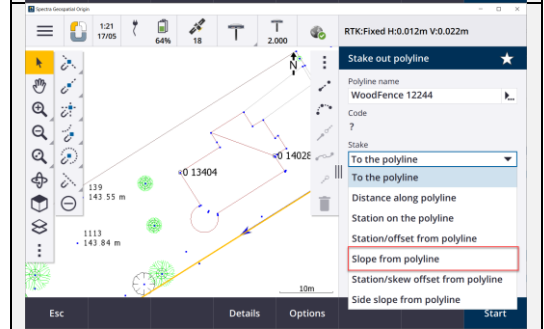 Spectra Geospatial Origin
1:21
17/05
64%
18
2.000
RTK:Fixed H:0.012m V:0.022m
Stake out polyline
Polyline name
WoodFence 12244
Code
?
Stake
To the polyline
To the polyline
Distance along polyline
Station on the polyline
Station/offset from polyline
Slope from polyline
Station/skew offset from polyline
Side slope from polyline
N
0 14028
0 13404
139
143 55 m
1113
143 84 m
10m
Esc
Details
Options
Start